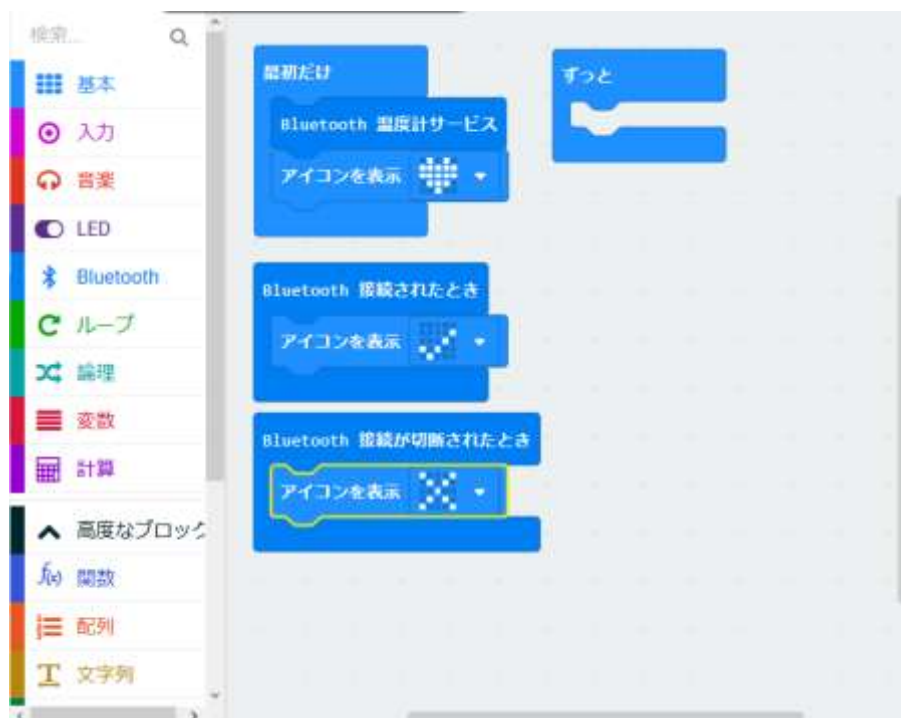 検索...
基本
入力
音楽
LED
Bluetooth
ループ
論理
変数
計算
高度なブロック
f(x) 関数
配列
T 文字列
最初だけ
Bluetooth 温度計サービス
アイコンを表示
ずっと
Bluetooth 接続されたとき
アイコンを表示
Bluetooth 接続が切断されたとき
アイコンを表示